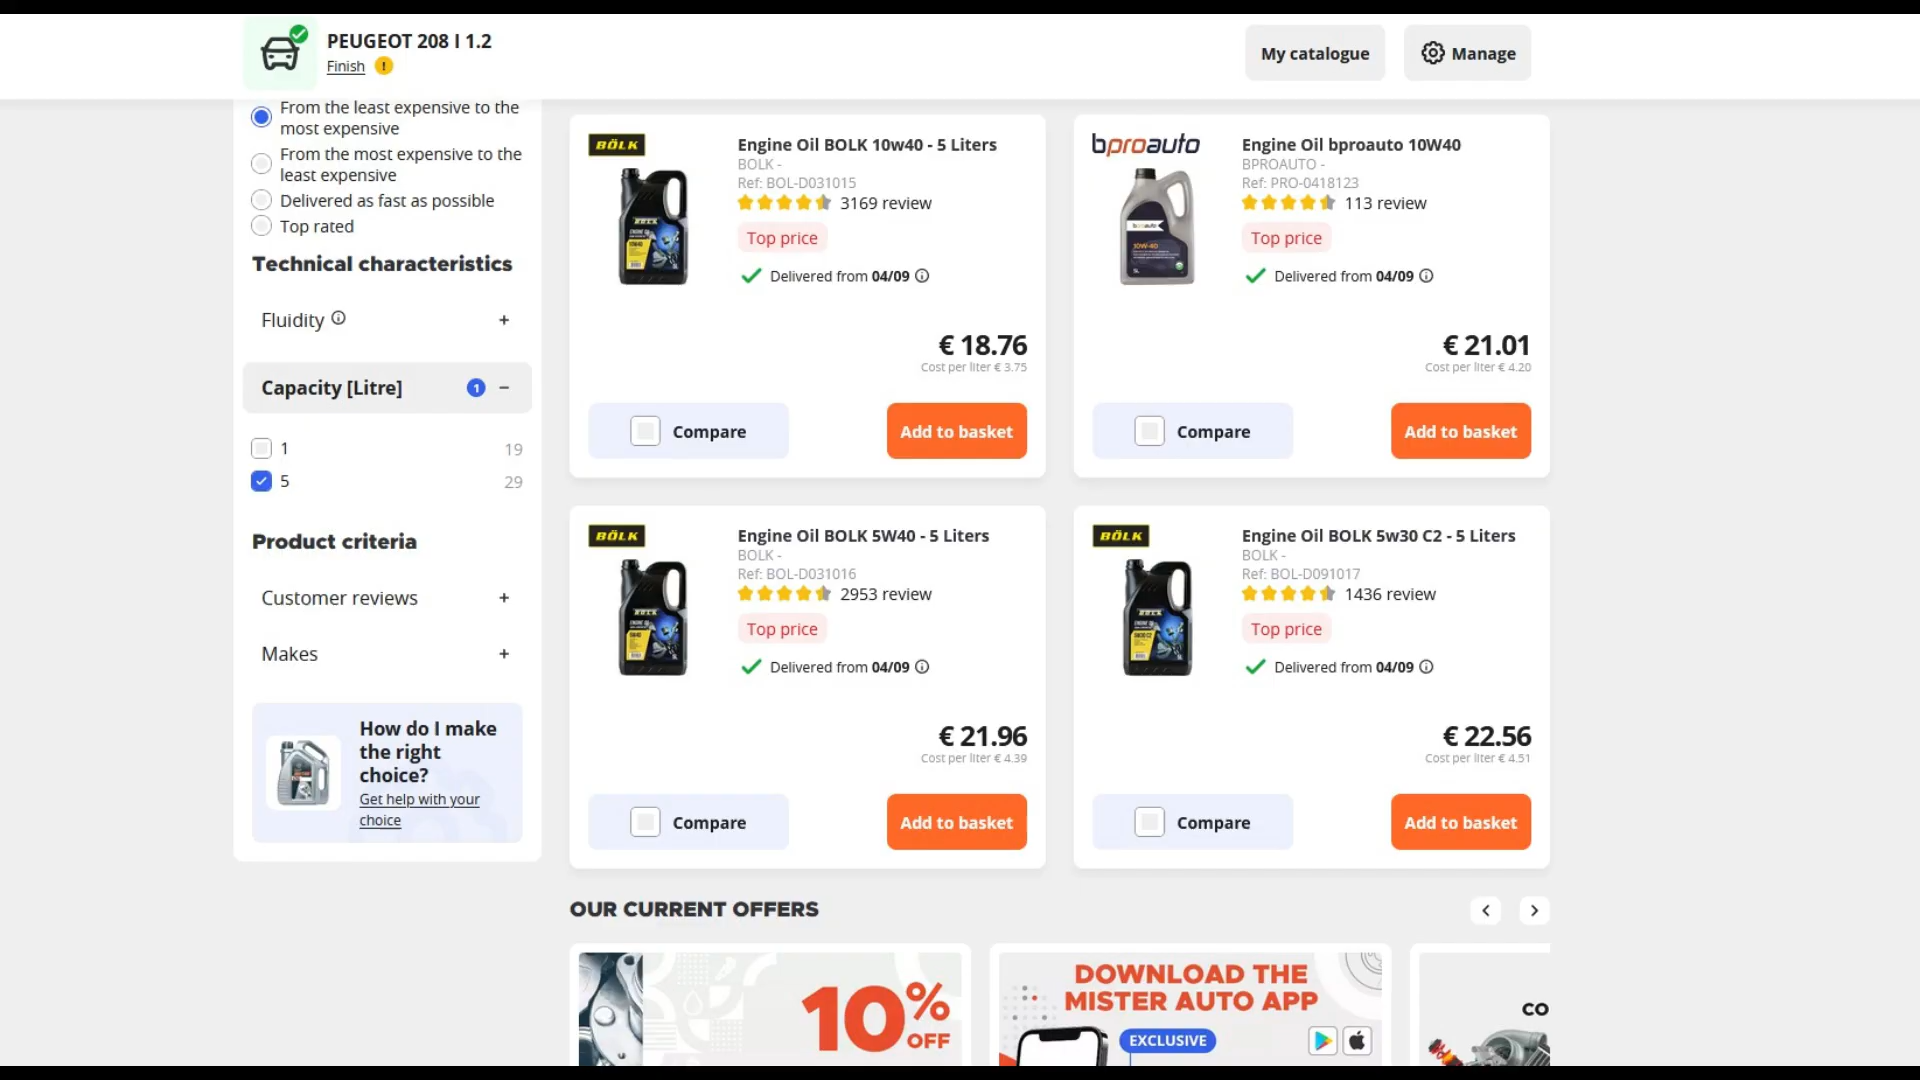 PEUGEOT 208 I 1.2
Finish
!
My catalogue
Manage
From the least expensive to the
most expensive
From the most expensive to the
least expensive
Delivered as fast as possible
Top rated
Technical characteristics
Fluidity
+
Capacity [Litre]
1
−
1
19
5
29
Product criteria
Customer reviews
+
Makes
+
How do I make
the right
choice?
Get help with your
choice
BÖLK
Engine Oil BOLK 10w40 - 5 Liters
BOLK -
Ref: BOL-D031015
3169 review
Top price
Delivered from 04/09
€ 18.76
Cost per liter € 3.75
Compare
Add to basket
bproauto
Engine Oil bproauto 10W40
BPROAUTO -
Ref: PRO-0418123
113 review
Top price
Delivered from 04/09
€ 21.01
Cost per liter € 4.20
Compare
Add to basket
BÖLK
Engine Oil BOLK 5W40 - 5 Liters
BOLK -
Ref: BOL-D031016
2953 review
Top price
Delivered from 04/09
€ 21.96
Cost per liter € 4.39
Compare
Add to basket
BÖLK
Engine Oil BOLK 5w30 C2 - 5 Liters
BOLK -
Ref: BOL-D091017
1436 review
Top price
Delivered from 04/09
€ 22.56
Cost per liter € 4.51
Compare
Add to basket
OUR CURRENT OFFERS
10%
OFF
DOWNLOAD THE
MISTER AUTO APP
EXCLUSIVE
CO